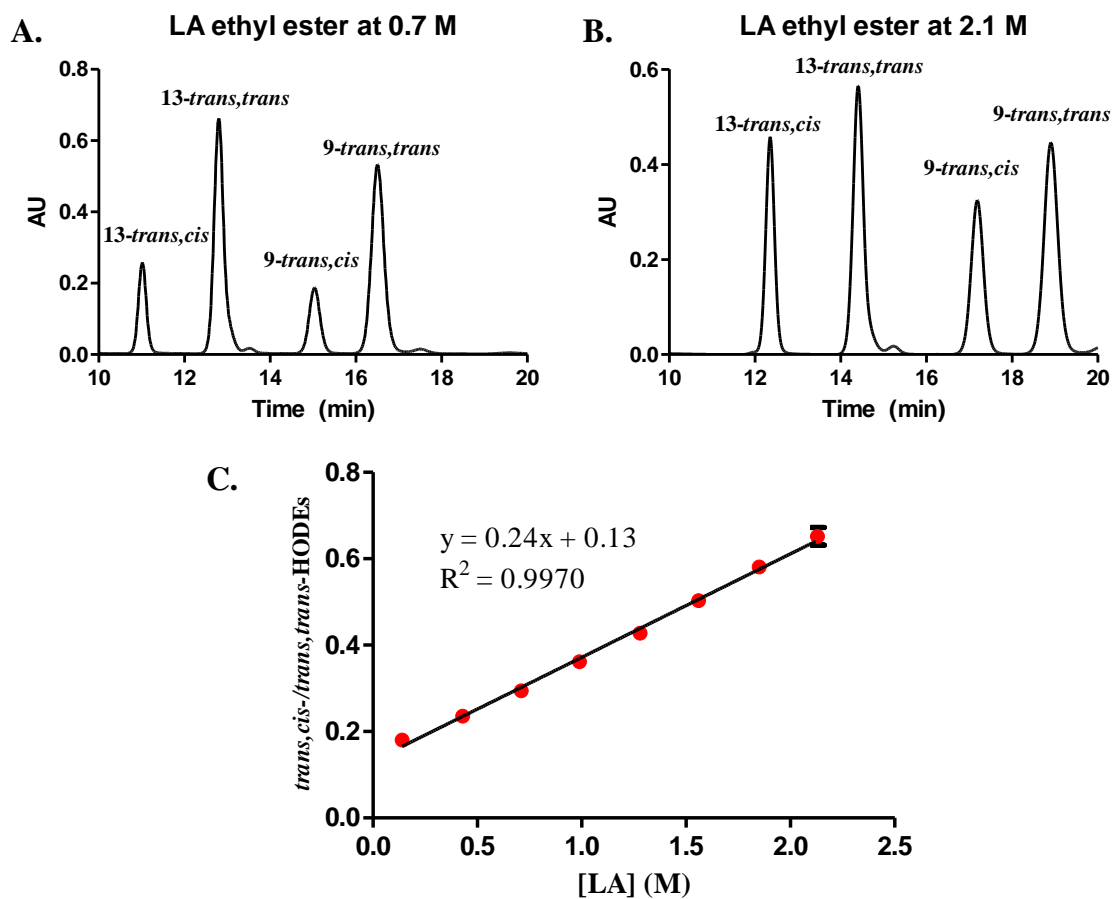 A.
LA ethyl ester at 0.7 M
13-trans,cis
13-trans,trans
9-trans,cis
9-trans,trans
0.8
0.6
0.4
0.2
0.0
AU
10 12 14 16 18 20
Time (min)
B.
LA ethyl ester at 2.1 M
13-trans,cis
13-trans,trans
9-trans,cis
9-trans,trans
0.6
0.4
0.2
0.0
AU
10 12 14 16 18 20
Time (min)
C.
y = 0.24x + 0.13
R² = 0.9970
0.8
0.6
0.4
0.2
0.0
trans,cis-/trans,trans-HODEs
0.0 0.5 1.0 1.5 2.0 2.5
[LA] (M)